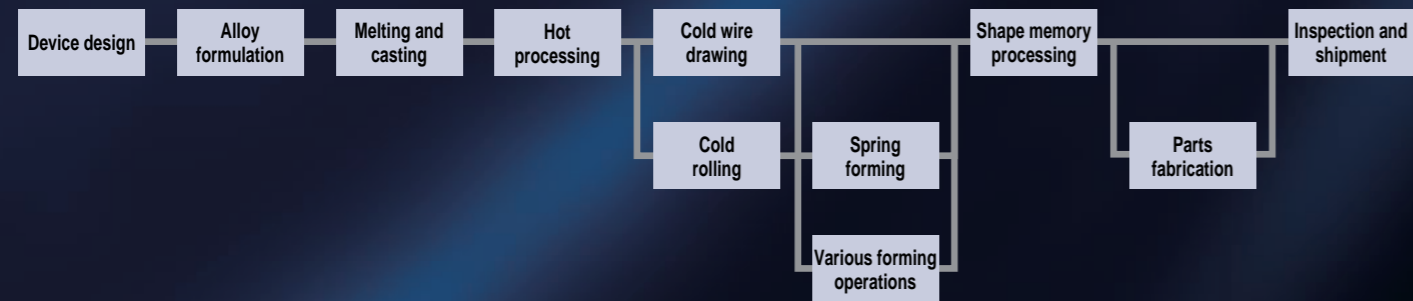 Device design
Alloy
formulation
Melting and
casting
Hot
processing
Cold wire
drawing
Shape memory
processing
Inspection and
shipment
Cold
rolling
Spring
forming
Parts
fabrication
Various forming
operations